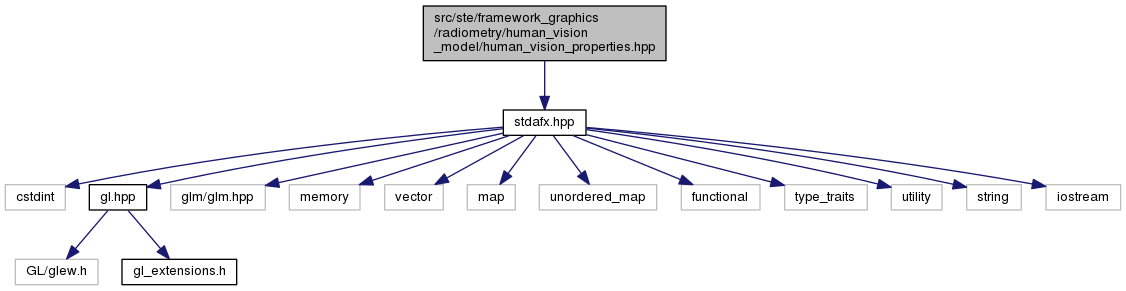 src/ste/framework_graphics
/radiometry/human_vision
_model/human_vision_properties.hpp
stdafx.hpp
cstdint
gl.hpp
glm/glm.hpp
memory
vector
map
unordered_map
functional
type_traits
utility
string
iostream
GL/glew.h
gl_extensions.h